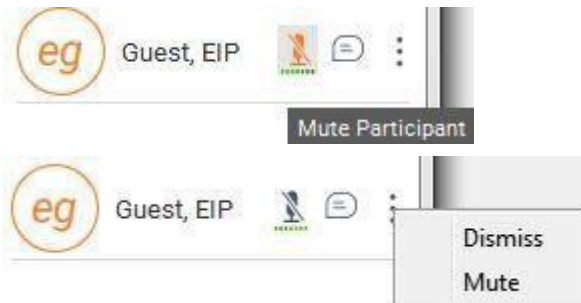 eg Guest, EIP
Mute Participant
eg Guest, EIP
Dismiss
Mute